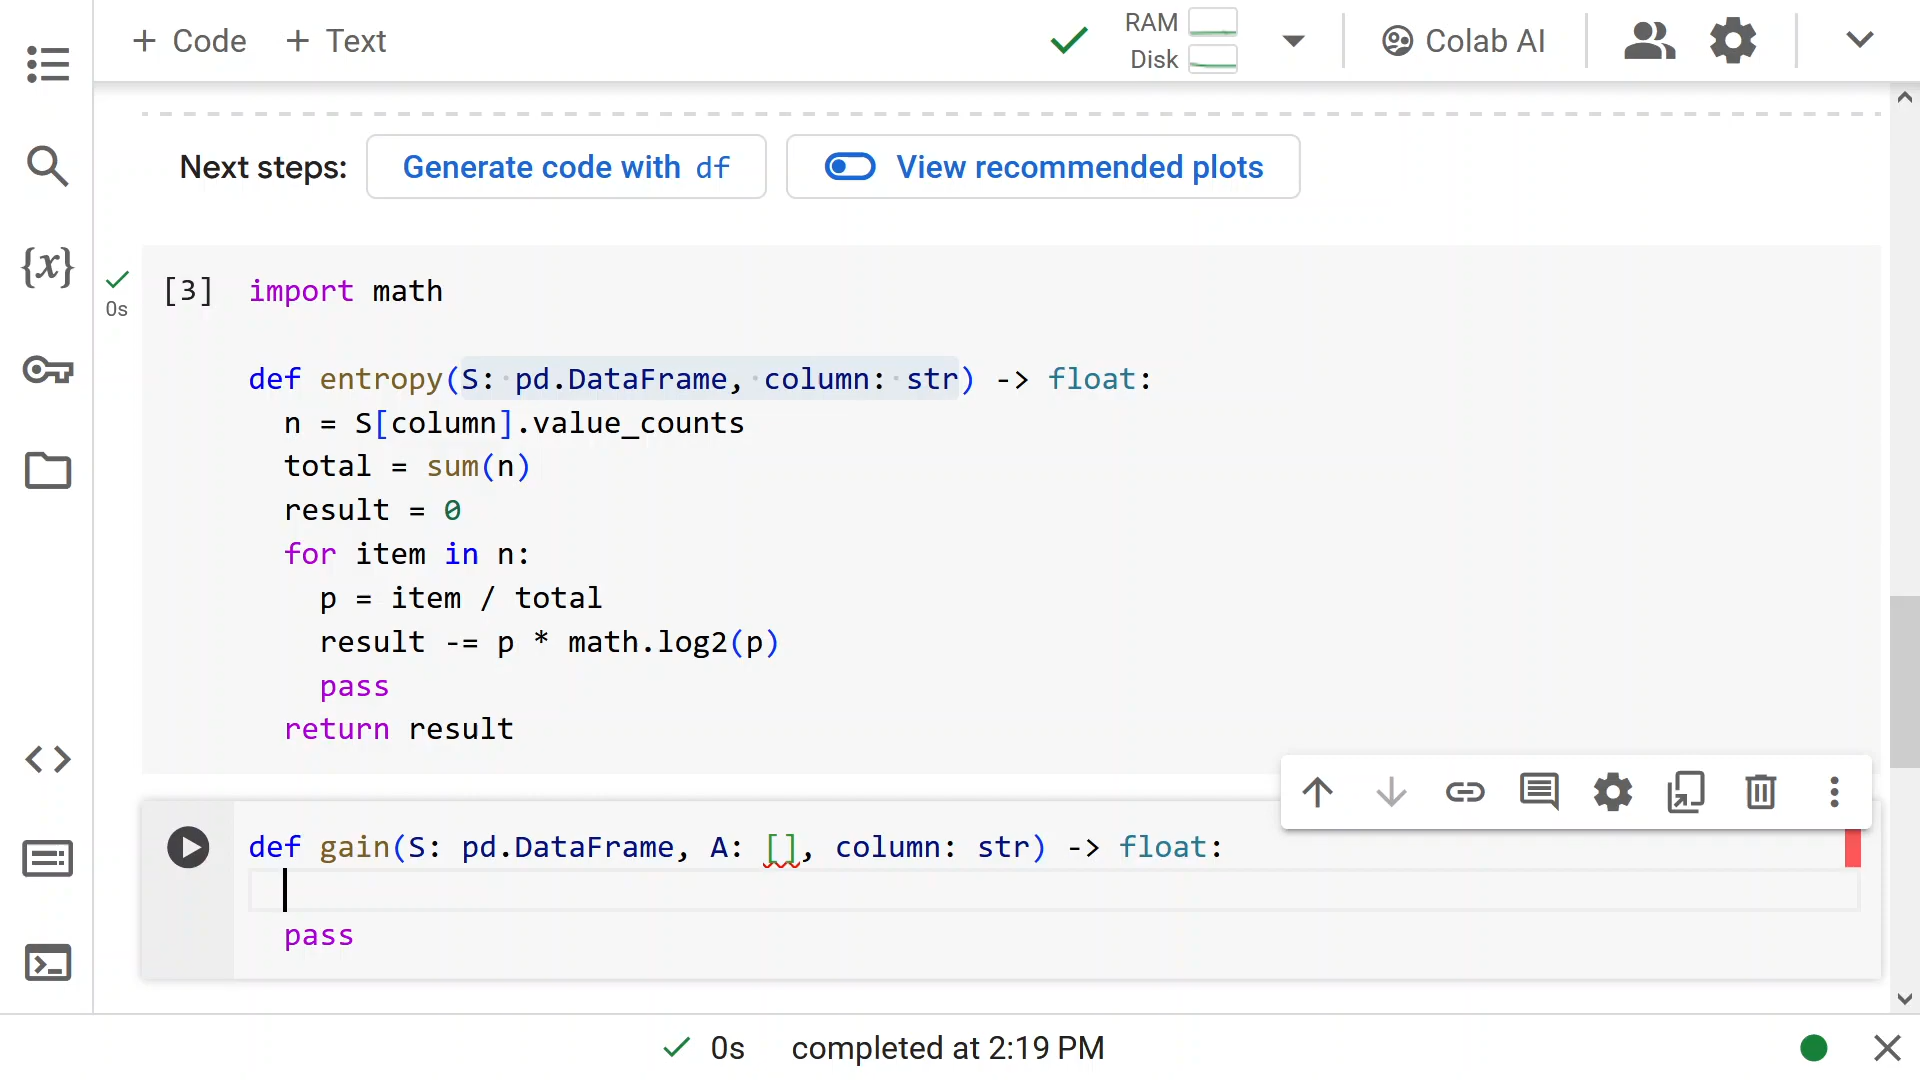 + Code + Text
RAM
Disk
Colab AI
Next steps: Generate code with df View recommended plots
{x}
0s
[3] import math
def entropy(S: pd.DataFrame, column: str) -> float:
  n = S[column].value_counts
  total = sum(n)
  result = 0
  for item in n:
    p = item / total
    result -= p * math.log2(p)
    pass
  return result
def gain(S: pd.DataFrame, A: [], column: str) -> float:
  pass
0s completed at 2:19 PM